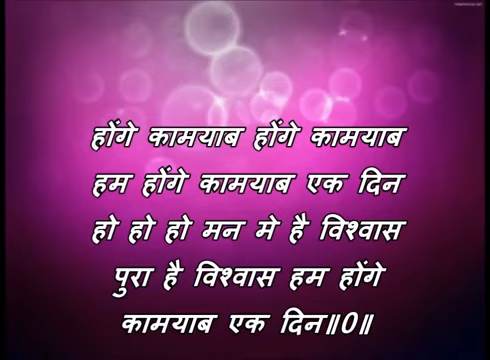 होंगे कामयाब होंगे कामयाब
हम होंगे कामयाब एक दिन
हो हो हो मन मे है विश्वास
पुरा है विश्वास हम होंगे
कामयाब एक दिन॥0॥